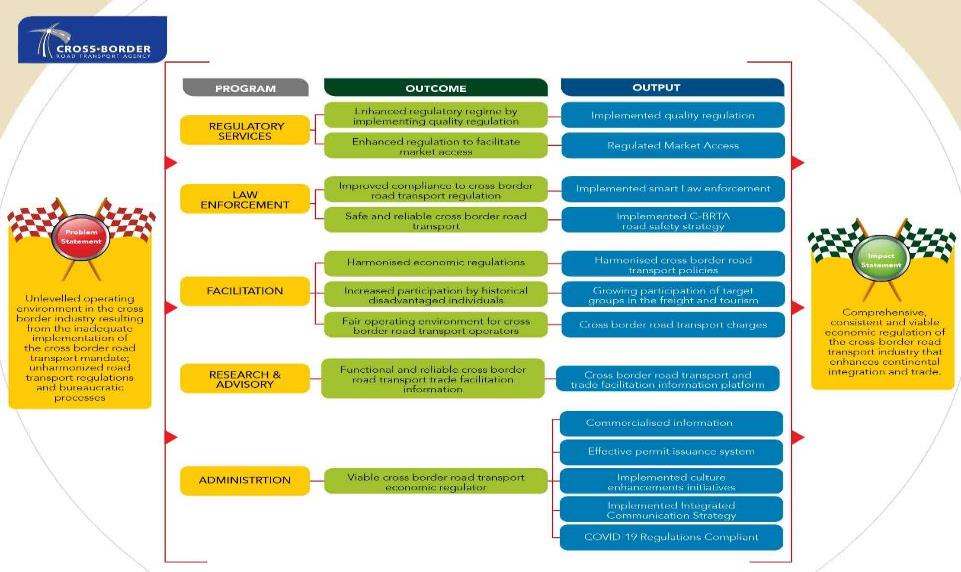 CROSS-BORDER
ROAD TRANSPORT AGENCY
PROGRAM
OUTCOME
OUTPUT
REGULATORY
SERVICES
Enhanced regulatory regime by
implementing quality regulation
Implemented quality regulation
Enhanced regulation to facilitate
market access
Regulated Market Access
LAW
ENFORCEMENT
Improved compliance to cross border
road transport regulation
Implemented smart Law enforcement
Safe and reliable cross border road
transport
Implemented C-BRTA
road safety strategy
FACILITATION
Harmonised economic regulations
Harmonised cross border road
transport policies
Increased participation by historical
disadvantaged individuals
Growing participation of target
groups in the freight and tourism
Fair operating environment for cross
border road transport operators
Cross border road transport charges
RESEARCH &
ADVISORY
Functional and reliable cross border
road transport trade facilitation
information
Cross border road transport and
trade facilitation information platform
ADMINISTRTION
Viable cross border road transport
economic regulator
Commercialised information
Effective permit issuance system
Implemented culture
enhancements initiatives
Implemented Integrated
Communication Strategy
COVID-19 Regulations Compliant
Problem
Statement
Unlevelled operating
environment in the cross
border industry resulting
from the inadequate
implementation of
the cross border road
transport mandate;
unharmonized road
transport regulations
and bureaucratic
processes
Impact
Statement
Comprehensive,
consistent and viable
economic regulation of
the cross border road
transport industry that
enhances continental
integration and trade.